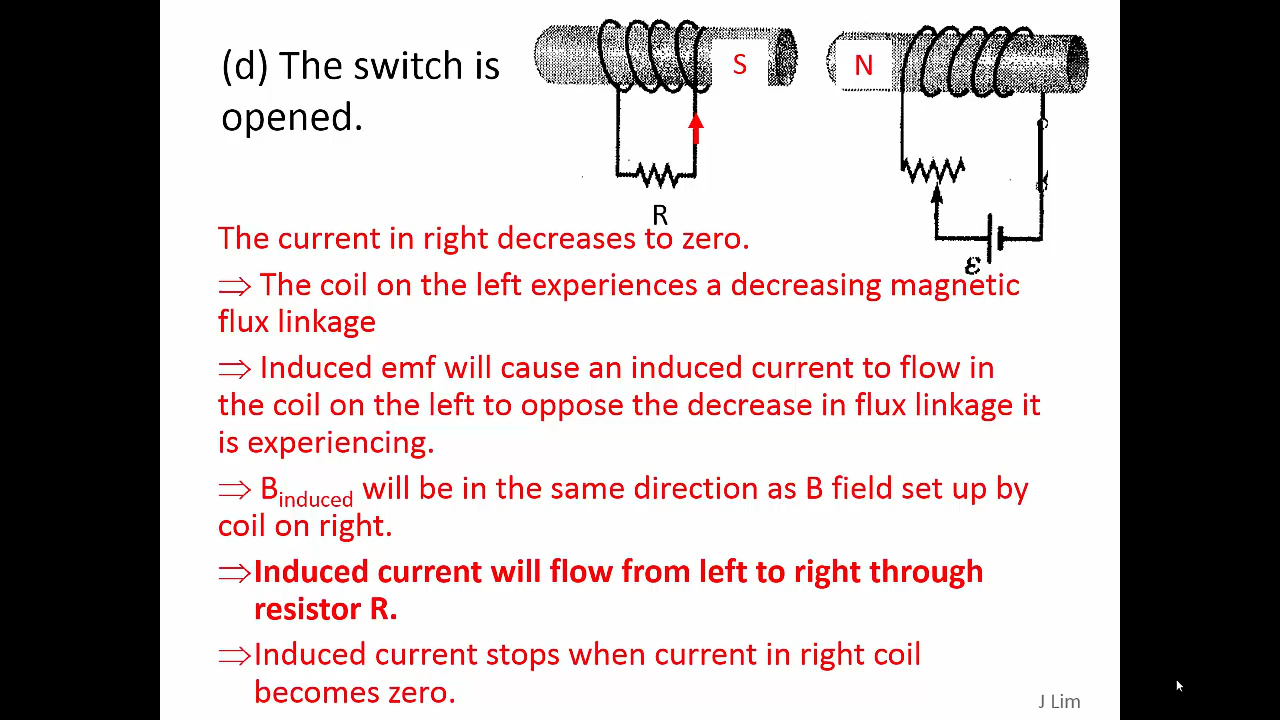 (d) The switch is
opened.
S
N
R
ε
The current in right decreases to zero.
⇒ The coil on the left experiences a decreasing magnetic
flux linkage
⇒ Induced emf will cause an induced current to flow in
the coil on the left to oppose the decrease in flux linkage it
is experiencing.
⇒ Binduced will be in the same direction as B field set up by
coil on right.
⇒Induced current will flow from left to right through
resistor R.
⇒Induced current stops when current in right coil
becomes zero.
J Lim